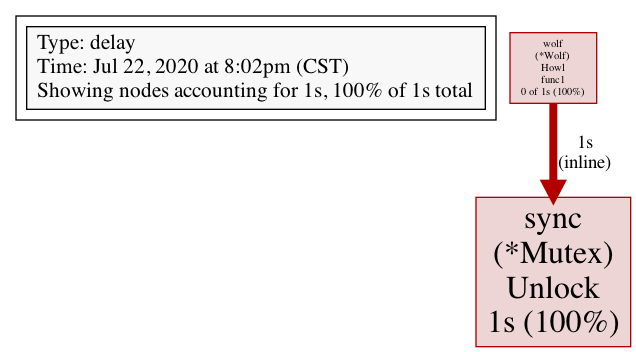 Type: delay
Time: Jul 22, 2020 at 8:02pm (CST)
Showing nodes accounting for 1s, 100% of 1s total
wolf
(*Wolf)
Howl
func1
0 of 1s (100%)
1s
(inline)
sync
(*Mutex)
Unlock
1s (100%)